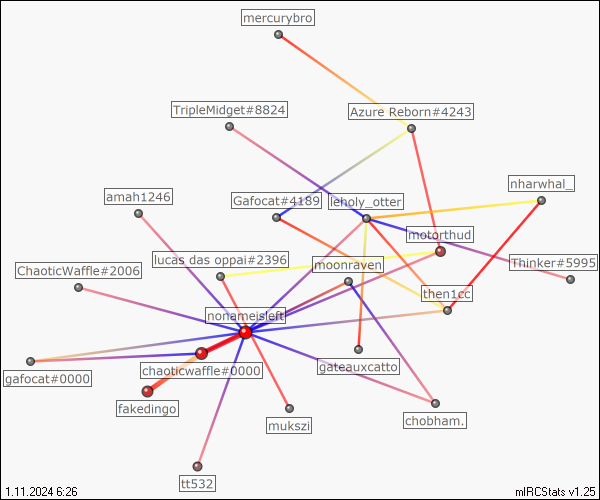 mercurybro
TripleMidget#8824
Azure Reborn#4243
nharwhal_
amah1246
Gafocat#4189
leholy_otter
motorthud
ChaoticWaffle#2006
lucas das oppai#2396
moonraven
Thinker#5995
then1cc
nonameisleft
gafocat#0000
chaoticwaffle#0000
gateauxcatto
fakedingo
mukszi
chobham.
tt532
1.11.2024 6:26
mIRCStats v1.25